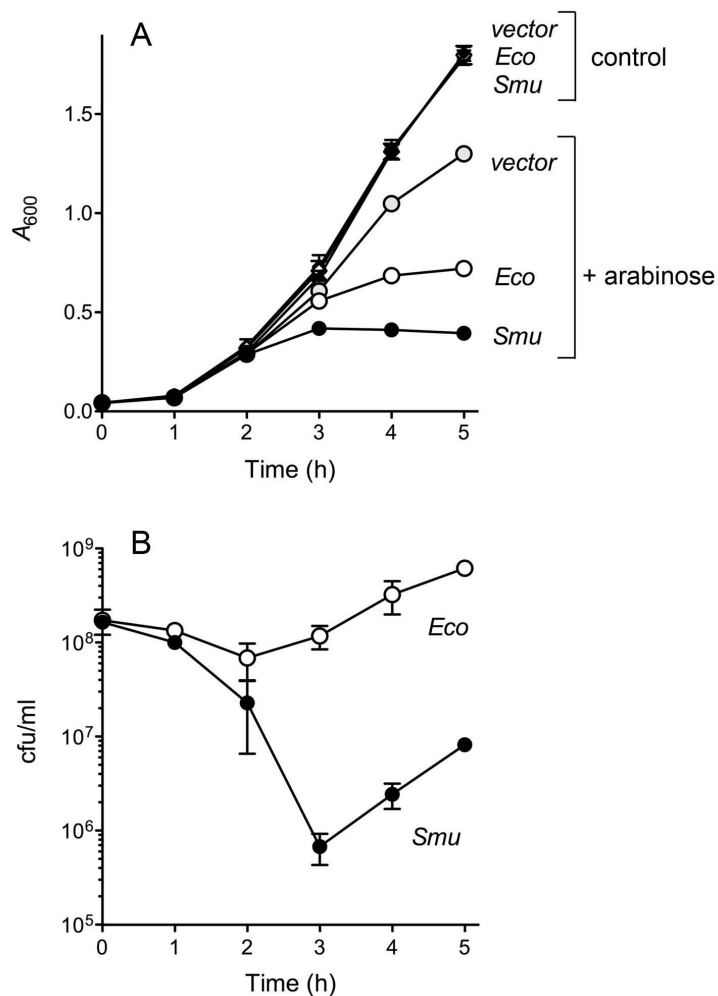 A
vector
Eco
Smu
control
vector
Eco
Smu
+ arabinose
A600
1.5
1.0
0.5
0.0
0 1 2 3 4 5
Time (h)
B
10^9
10^8
10^7
10^6
10^5
cfu/ml
Eco
Smu
0 1 2 3 4 5
Time (h)